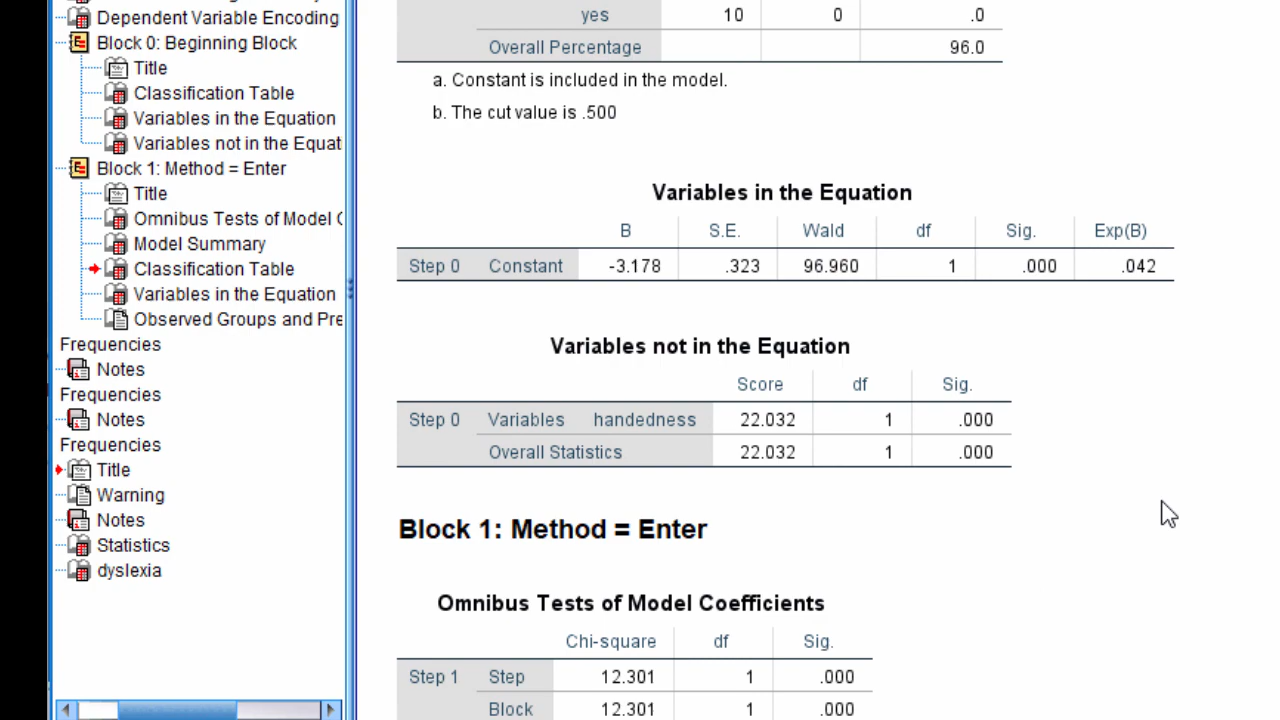 Dependent Variable Encoding
Block 0: Beginning Block
Title
Classification Table
Variables in the Equation
Variables not in the Equat
Block 1: Method = Enter
Title
Omnibus Tests of Model C
Model Summary
Classification Table
Variables in the Equation
Observed Groups and Pre
Frequencies
Notes
Frequencies
Notes
Frequencies
Title
Warning
Notes
Statistics
dyslexia
yes 10 0 .0
Overall Percentage 96.0
a. Constant is included in the model.
b. The cut value is .500
Variables in the Equation
B S.E. Wald df Sig. Exp(B)
Step 0 Constant -3.178 .323 96.960 1 .000 .042
Variables not in the Equation
Score df Sig.
Step 0 Variables handedness 22.032 1 .000
Overall Statistics 22.032 1 .000
Block 1: Method = Enter
Omnibus Tests of Model Coefficients
Chi-square df Sig.
Step 1 Step 12.301 1 .000
Block 12.301 1 .000